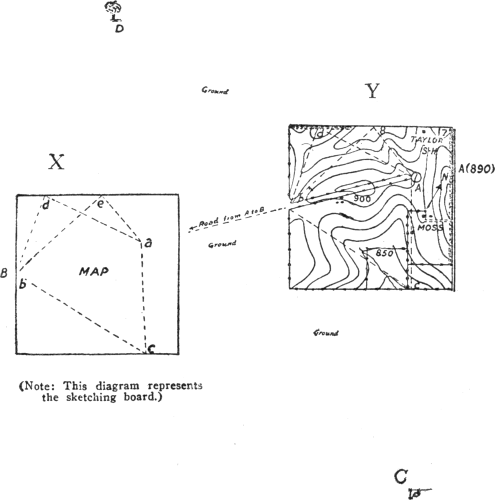 D
Ground
Y
X
d
B
TAYLOR
S.H.
7
A(890)
N
A
b
900
Road from A to B
Ground
MOSS
850
c
d
e
a
B
b
MAP
c
Ground
(Note: This diagram represents
the sketching board.)
C